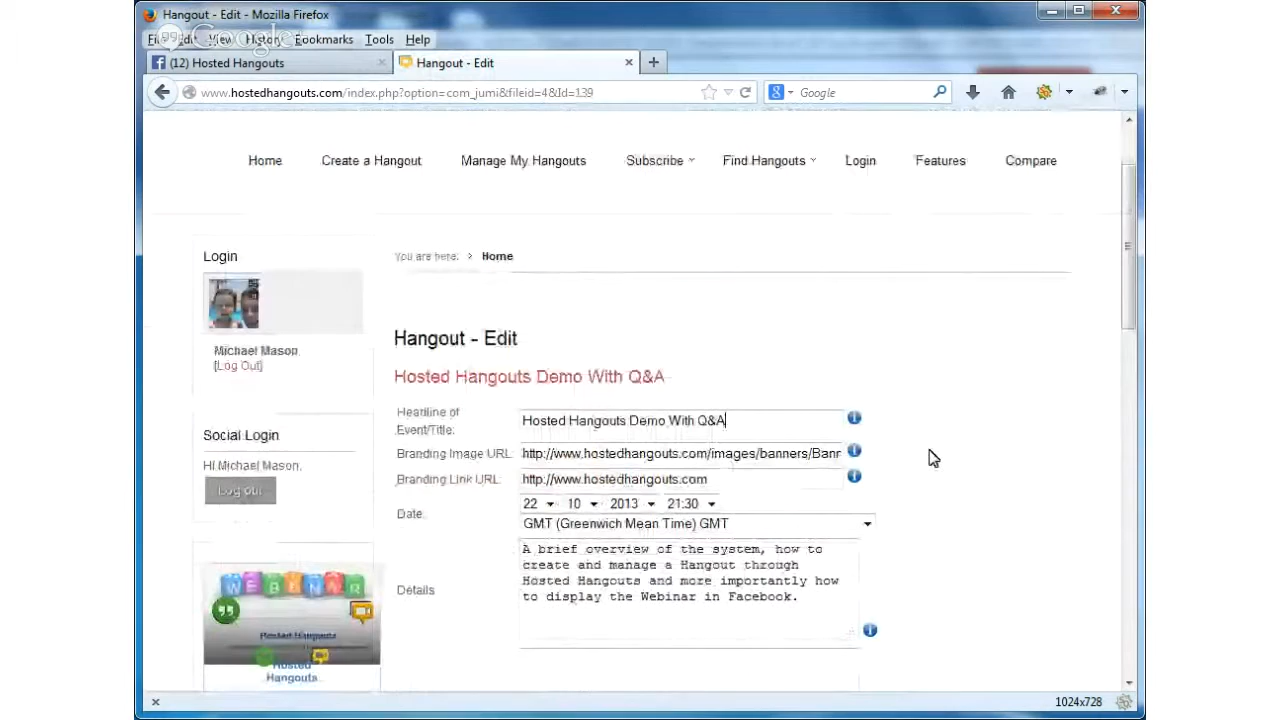 Hangout - Edit - Mozilla Firefox
File Edit View History Bookmarks Tools Help
Google
(12) Hosted Hangouts
Hangout - Edit
www.hostedhangouts.com/index.php?option=com_jumi&fileid=4&Id=139
Google
Home Create a Hangout Manage My Hangouts Subscribe Find Hangouts Login Features Compare
Login
You are here: > Home
Michael Mason
[Log Out]
Hangout - Edit
Hosted Hangouts Demo With Q&A
Headline of
Event/Title:
Hosted Hangouts Demo With Q&A
Social Login
Hi Michael Mason,
Log out
Branding Image URL: http://www.hostedhangouts.com/images/banners/Bann
Branding Link URL: http://www.hostedhangouts.com
Date: 22 10 2013 21:30
GMT (Greenwich Mean Time) GMT
Details
A brief overview of the system, how to
create and manage a Hangout through
Hosted Hangouts and more importantly how
to display the Webinar in Facebook.
WEBINAR
Hosted Hangouts
Hosted
Hangouts
1024x728